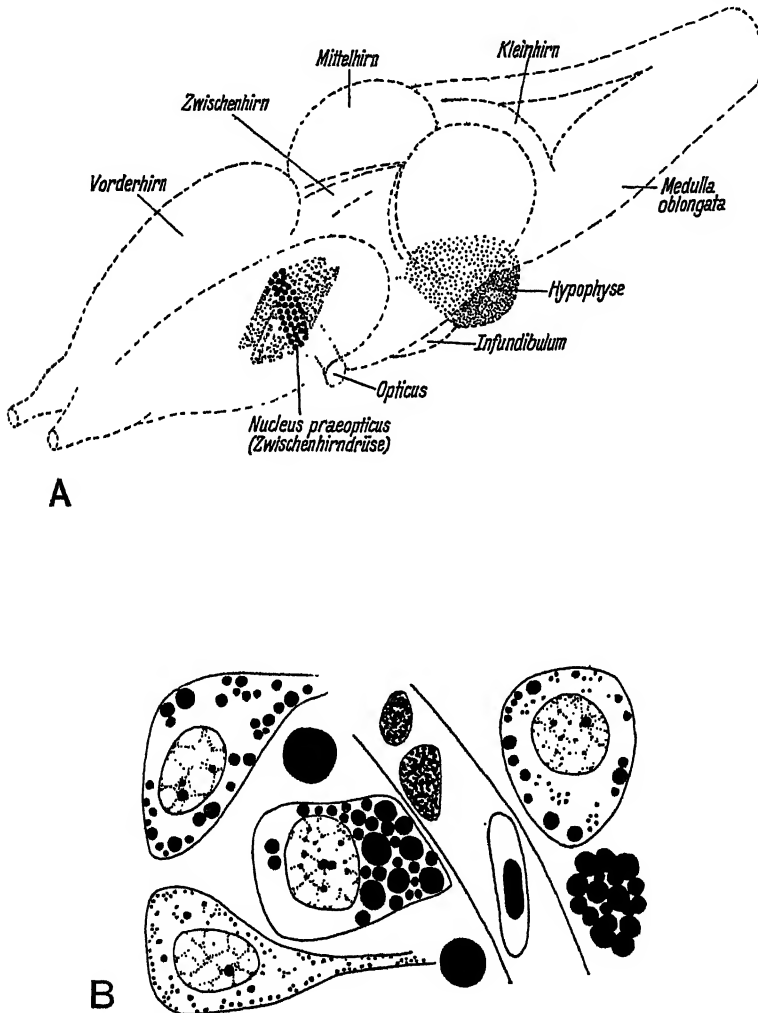 Mittelhirn
Kleinhirn
Zwischenhirn
Vorderhirn
Medulla
oblongata
Hypophyse
Infundibulum
Opticus
Nucleus praeopticus
(Zwischenhirndrüse)
A
B